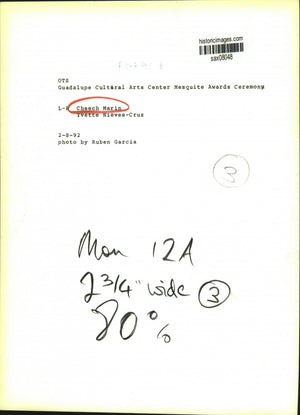 historicimages.com
sax08048
OTS
Guadalupe Cultural Arts Center Mesquite Awards Ceremony
L-R Cheech Marin
Ivette Nieves-Cruz
2-8-92
photo by Ruben Garcia
3
Mon 12A
2 3/4" wide 3
80%